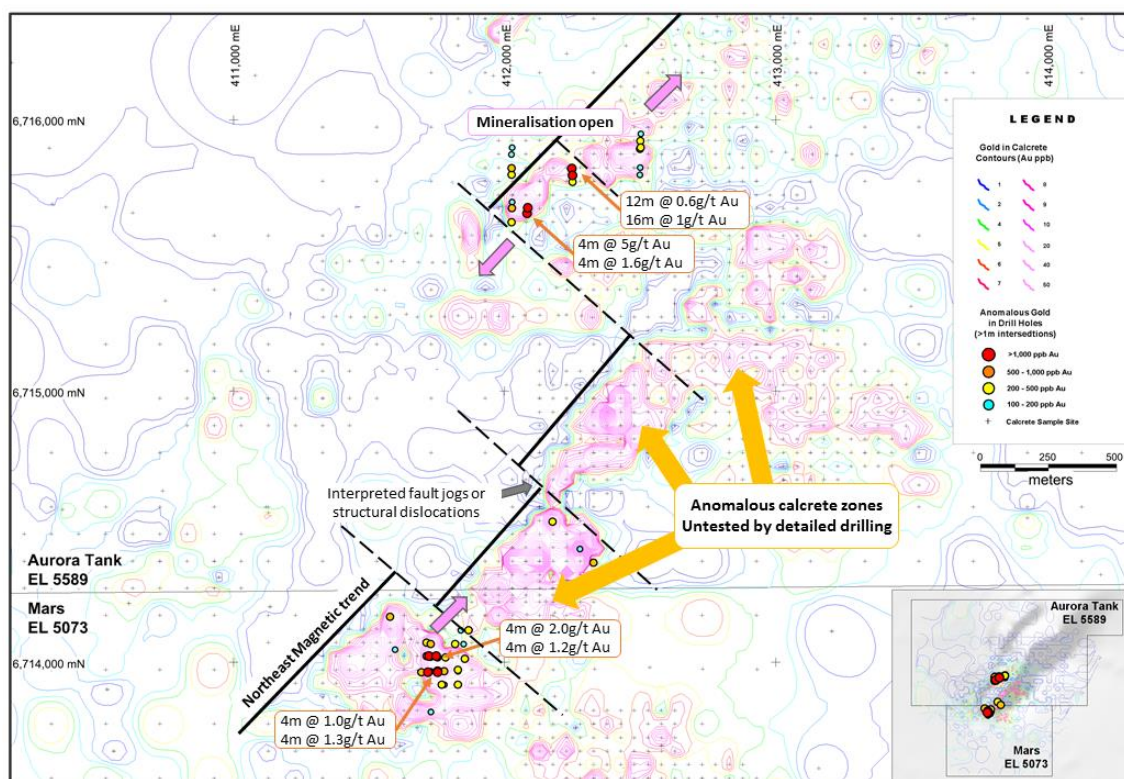 411,000 mE
412,000 mE
413,000 mE
414,000 mE
6,716,000 mN
Mineralisation open
12m @ 0.6g/t Au
16m @ 1g/t Au
4m @ 5g/t Au
4m @ 1.6g/t Au
LEGEND
Gold in Calcrete
Contours (Au ppb)
1
8
2
9
4
10
5
20
6
40
7
50
Anomalous Gold
in Drill Holes
(>1m intersedtions)
>1,000 ppb Au
500 - 1,000 ppb Au
200 - 500 ppb Au
100 - 200 ppb Au
Calcrete Sample Site
0
250
500
meters
6,715,000 mN
Interpreted fault jogs or
structural dislocations
Anomalous calcrete zones
Untested by detailed drilling
Aurora Tank
EL 5589
Mars
EL 5073
Northeast Magnetic trend
6,714,000 mN
4m @ 2.0g/t Au
4m @ 1.2g/t Au
4m @ 1.0g/t Au
4m @ 1.3g/t Au
Aurora Tank
EL 5589
Mars
EL 5073